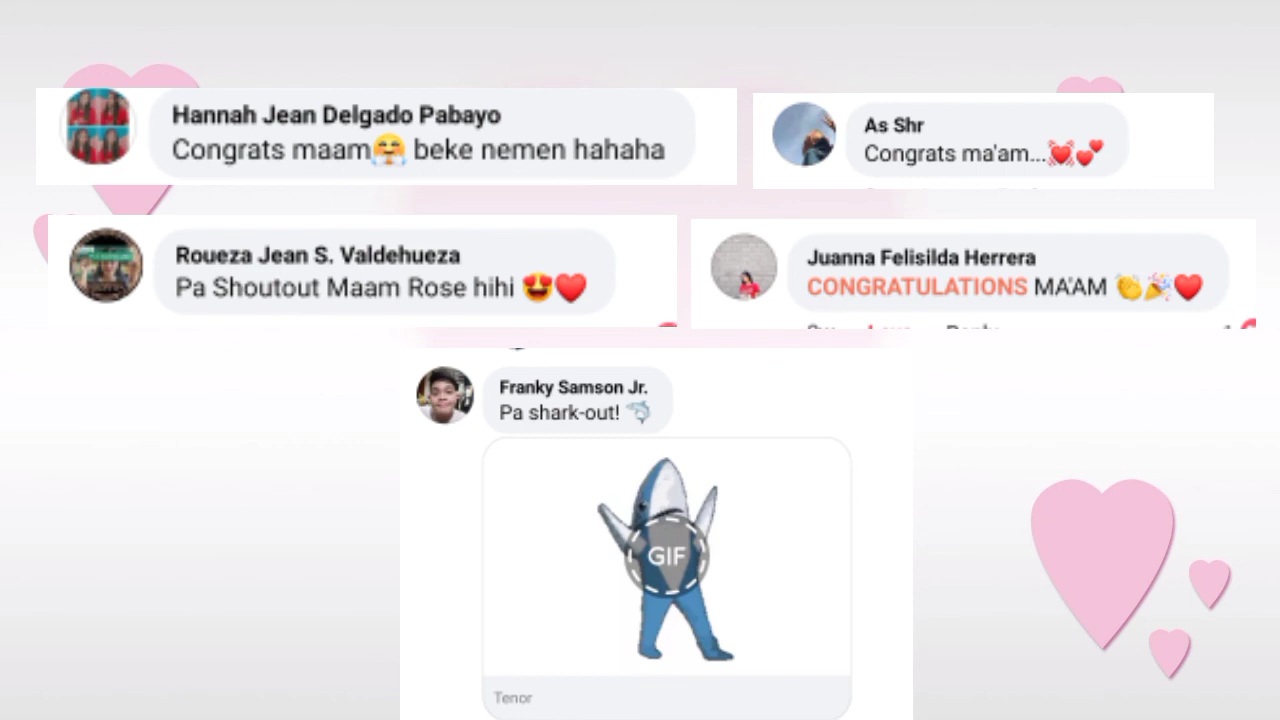 Hannah Jean Delgado Pabayo
Congrats maam🤗 beke nemen hahaha
As Shr
Congrats ma'am...💓💕
Roueza Jean S. Valdehueza
Pa Shoutout Maam Rose hihi 😍❤️
Juanna Felisilda Herrera
CONGRATULATIONS MA'AM 👏🎉❤️
Franky Samson Jr.
Pa shark-out! 🦈
GIF
Tenor